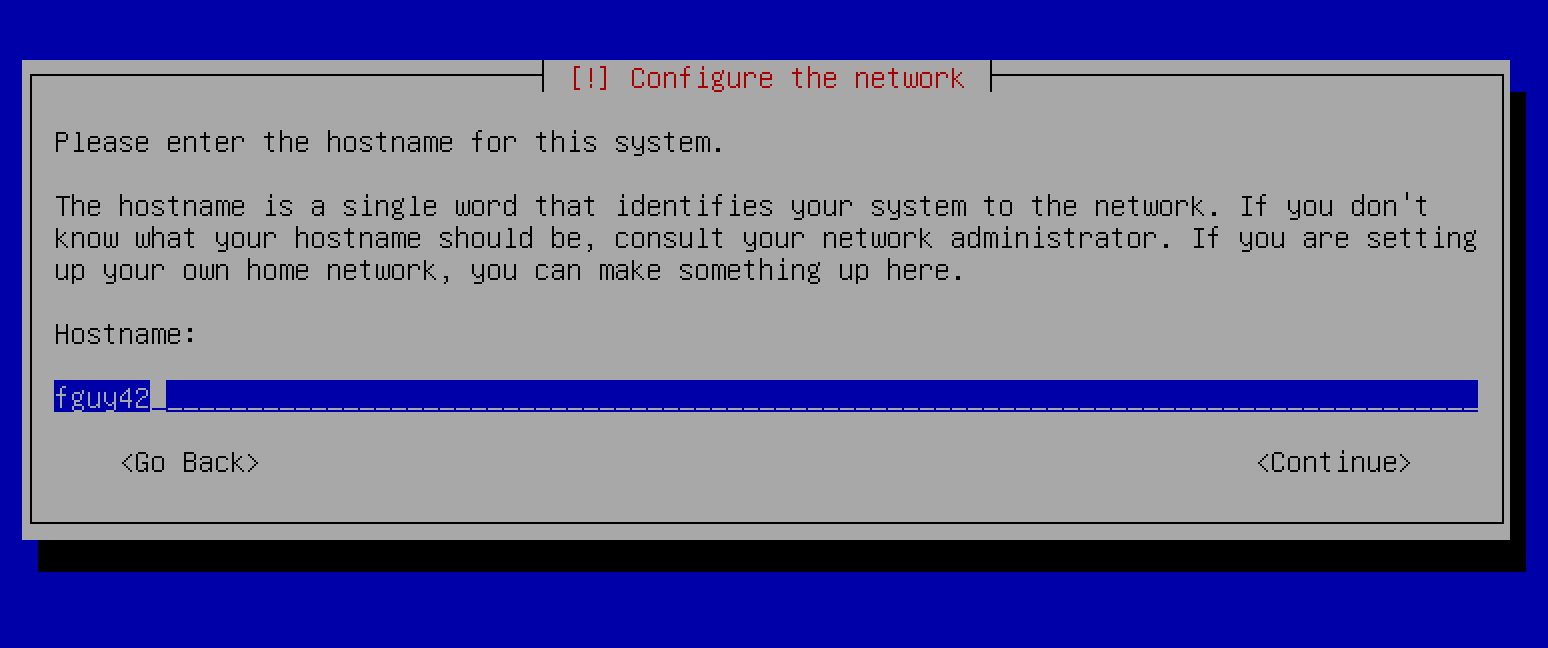 [!] Configure the network
Please enter the hostname for this system.
The hostname is a single word that identifies your system to the network. If you don't
know what your hostname should be, consult your network administrator. If you are setting
up your own home network, you can make something up here.
Hostname:
fguy42
<Go Back> <Continue>